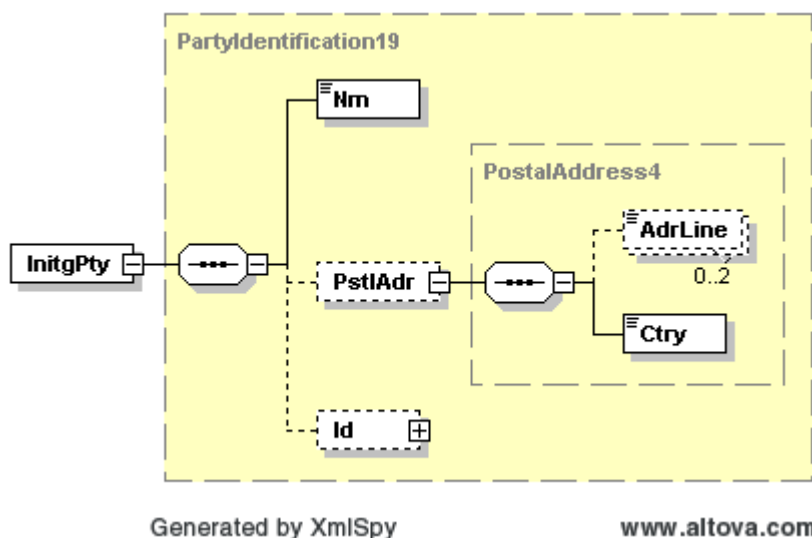 PartyIdentification19
Nm
PostalAddress4
AdrLine
0..2
InitgPty
PstlAdr
Ctry
Id
Generated by XmlSpy
www.altova.com